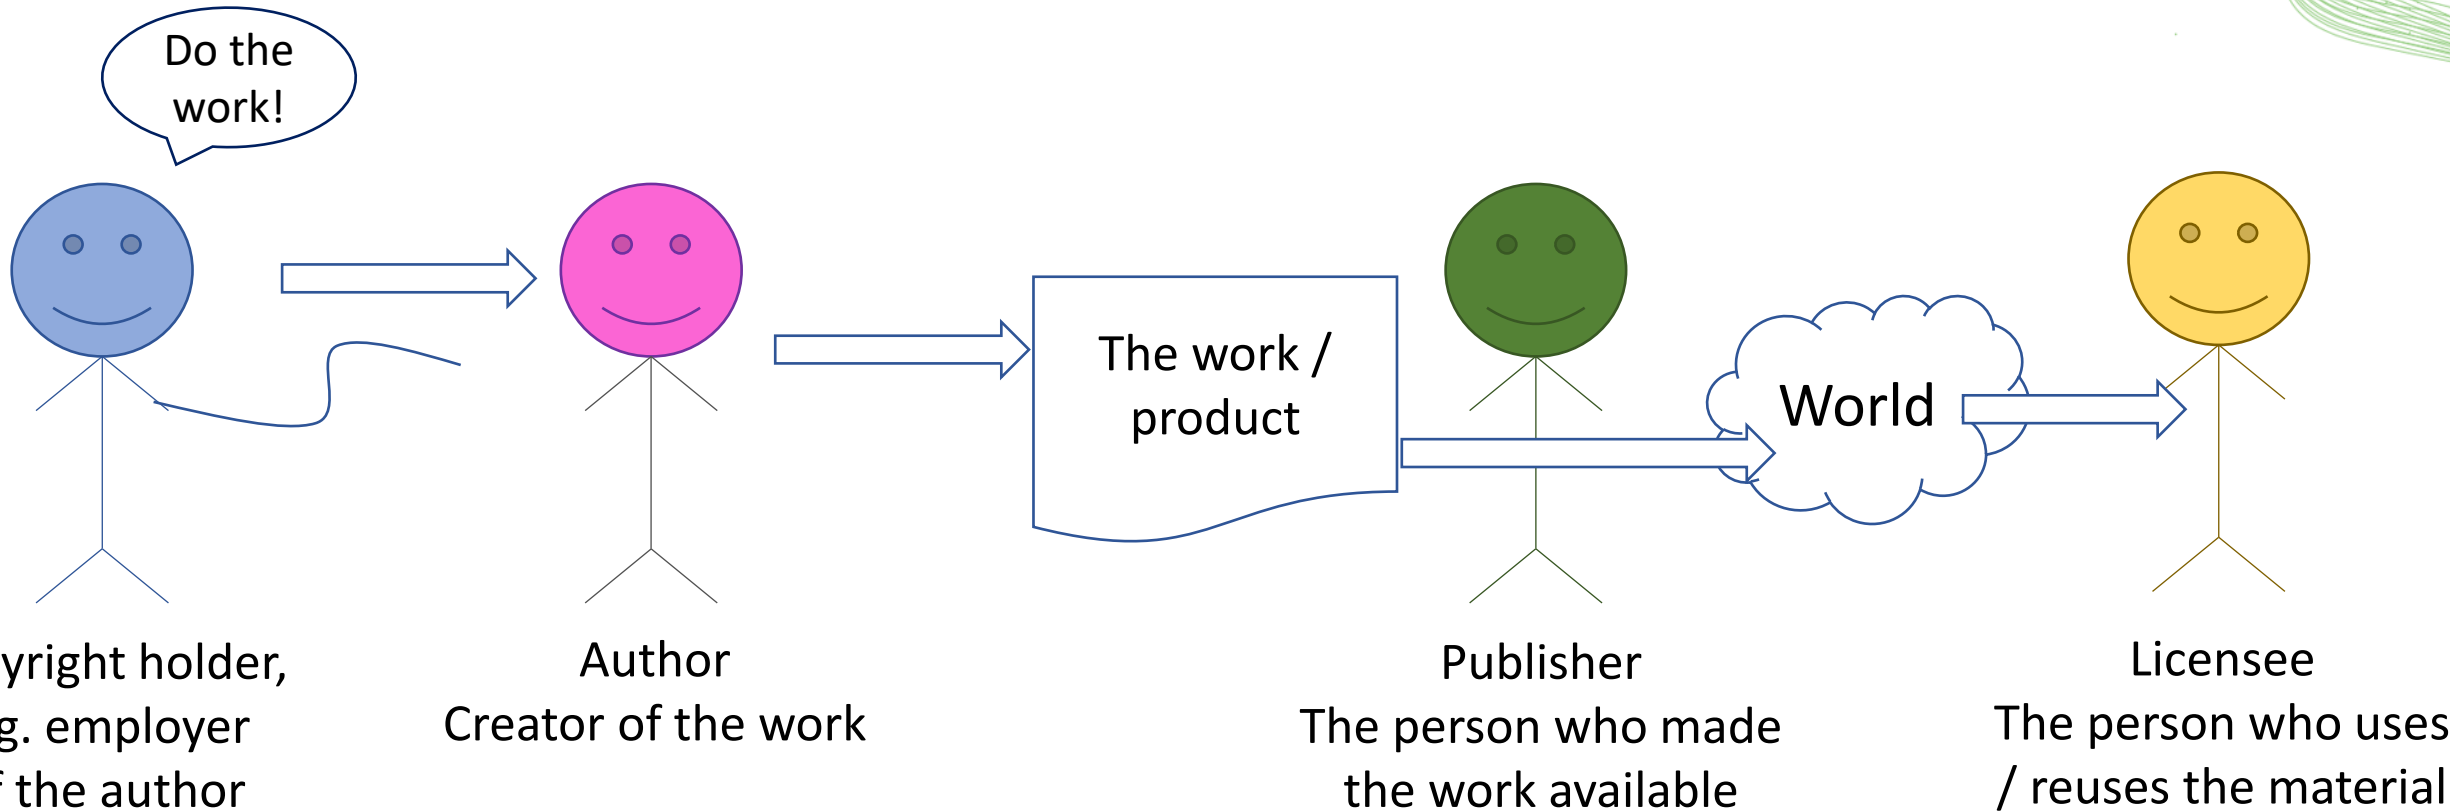 Do the
work!
The work /
product
World
yright holder,
g. employer
f the author
Author
Creator of the work
Publisher
The person who made
the work available
Licensee
The person who uses
/ reuses the material